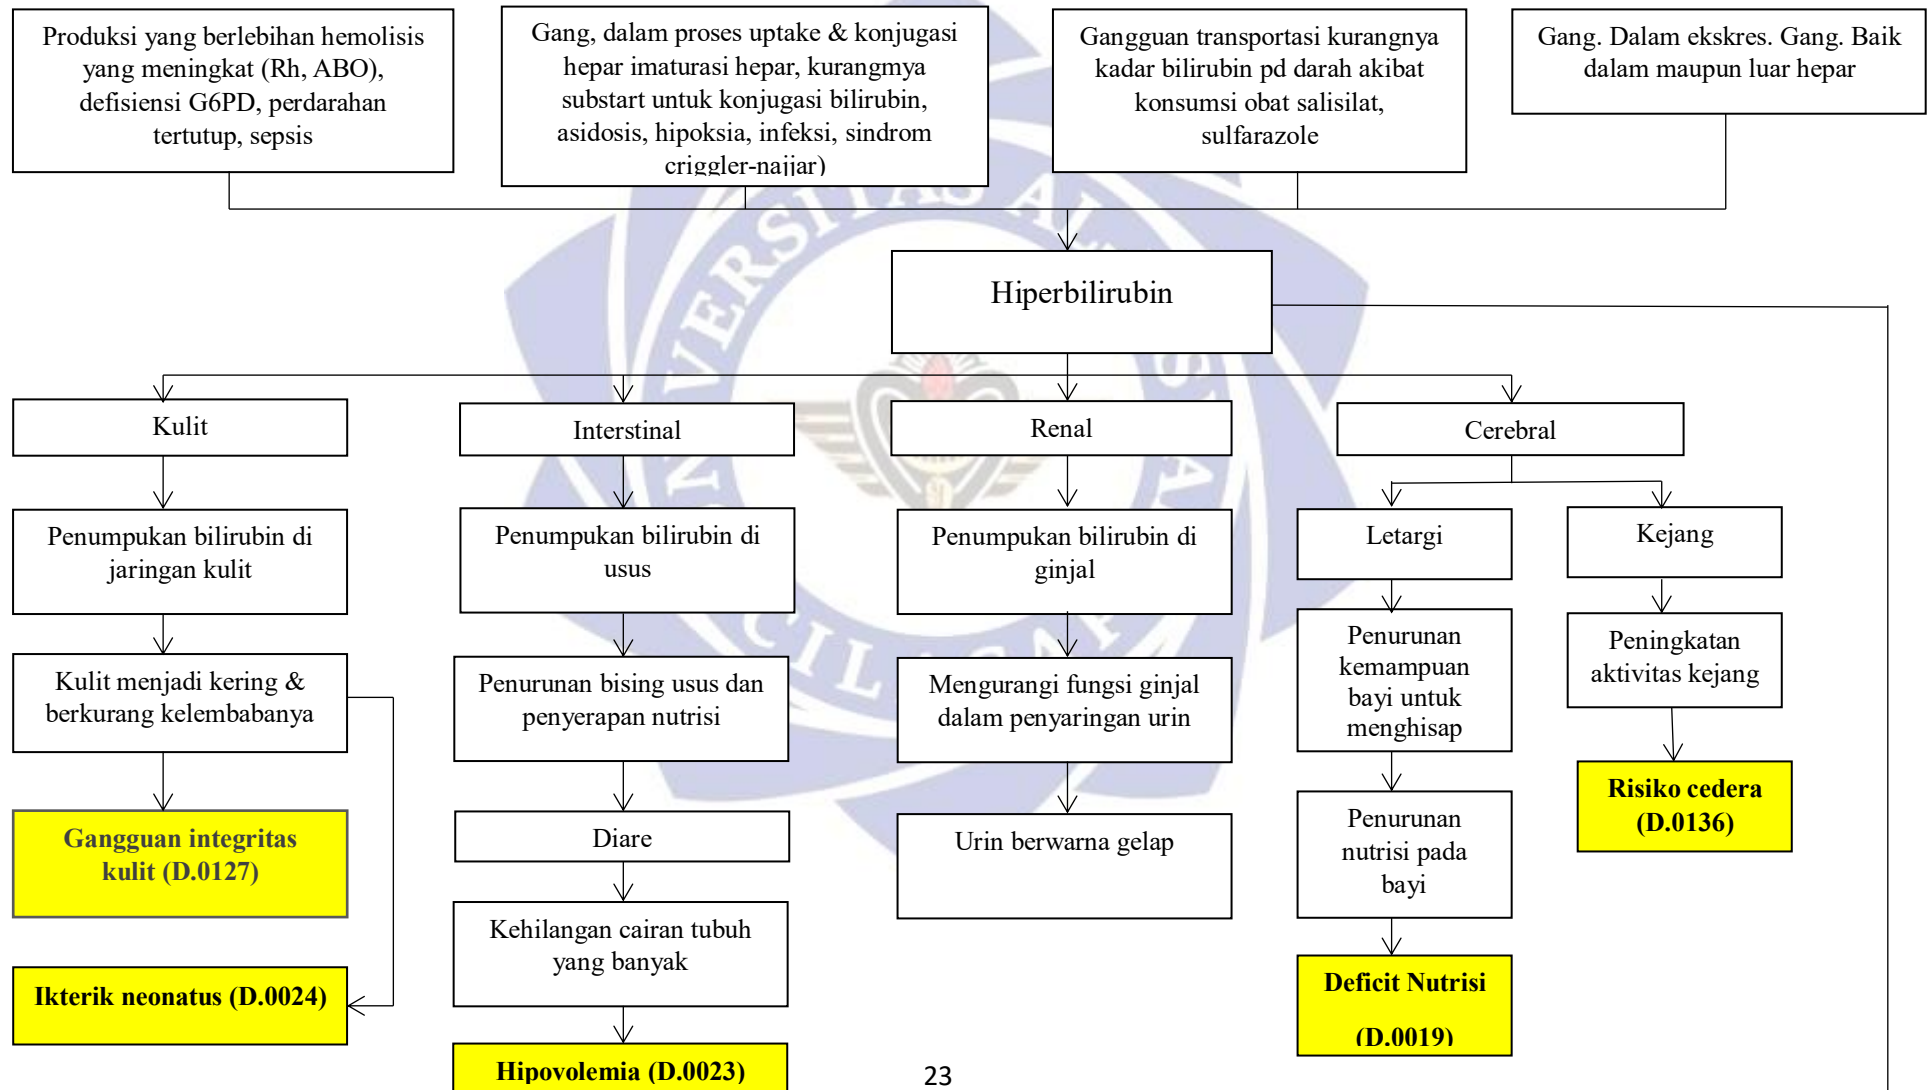 Produksi yang berlebihan hemolisis
yang meningkat (Rh, ABO),
defisiensi G6PD, perdarahan
tertutup, sepsis
Gang, dalam proses uptake & konjugasi
hepar imaturasi hepar, kurangmya
substart untuk konjugasi bilirubin,
asidosis, hipoksia, infeksi, sindrom
criggler-najjar)
Gangguan transportasi kurangnya
kadar bilirubin pd darah akibat
konsumsi obat salisilat,
sulfarazole
Gang. Dalam ekskres. Gang. Baik
dalam maupun luar hepar
Hiperbilirubin
Kulit
Interstinal
Renal
Cerebral
Penumpukan bilirubin di
jaringan kulit
Penumpukan bilirubin di
usus
Penumpukan bilirubin di
ginjal
Letargi
Kejang
Kulit menjadi kering &
berkurang kelembabanya
Penurunan bising usus dan
penyerapan nutrisi
Mengurangi fungsi ginjal
dalam penyaringan urin
Penurunan
kemampuan
bayi untuk
menghisap
Peningkatan
aktivitas kejang
Gangguan integritas
kulit (D.0127)
Diare
Urin berwarna gelap
Penurunan
nutrisi pada
bayi
Risiko cedera
(D.0136)
Ikterik neonatus (D.0024)
Kehilangan cairan tubuh
yang banyak
Deficit Nutrisi
(D.0019)
Hipovolemia (D.0023)
23
CILACAP